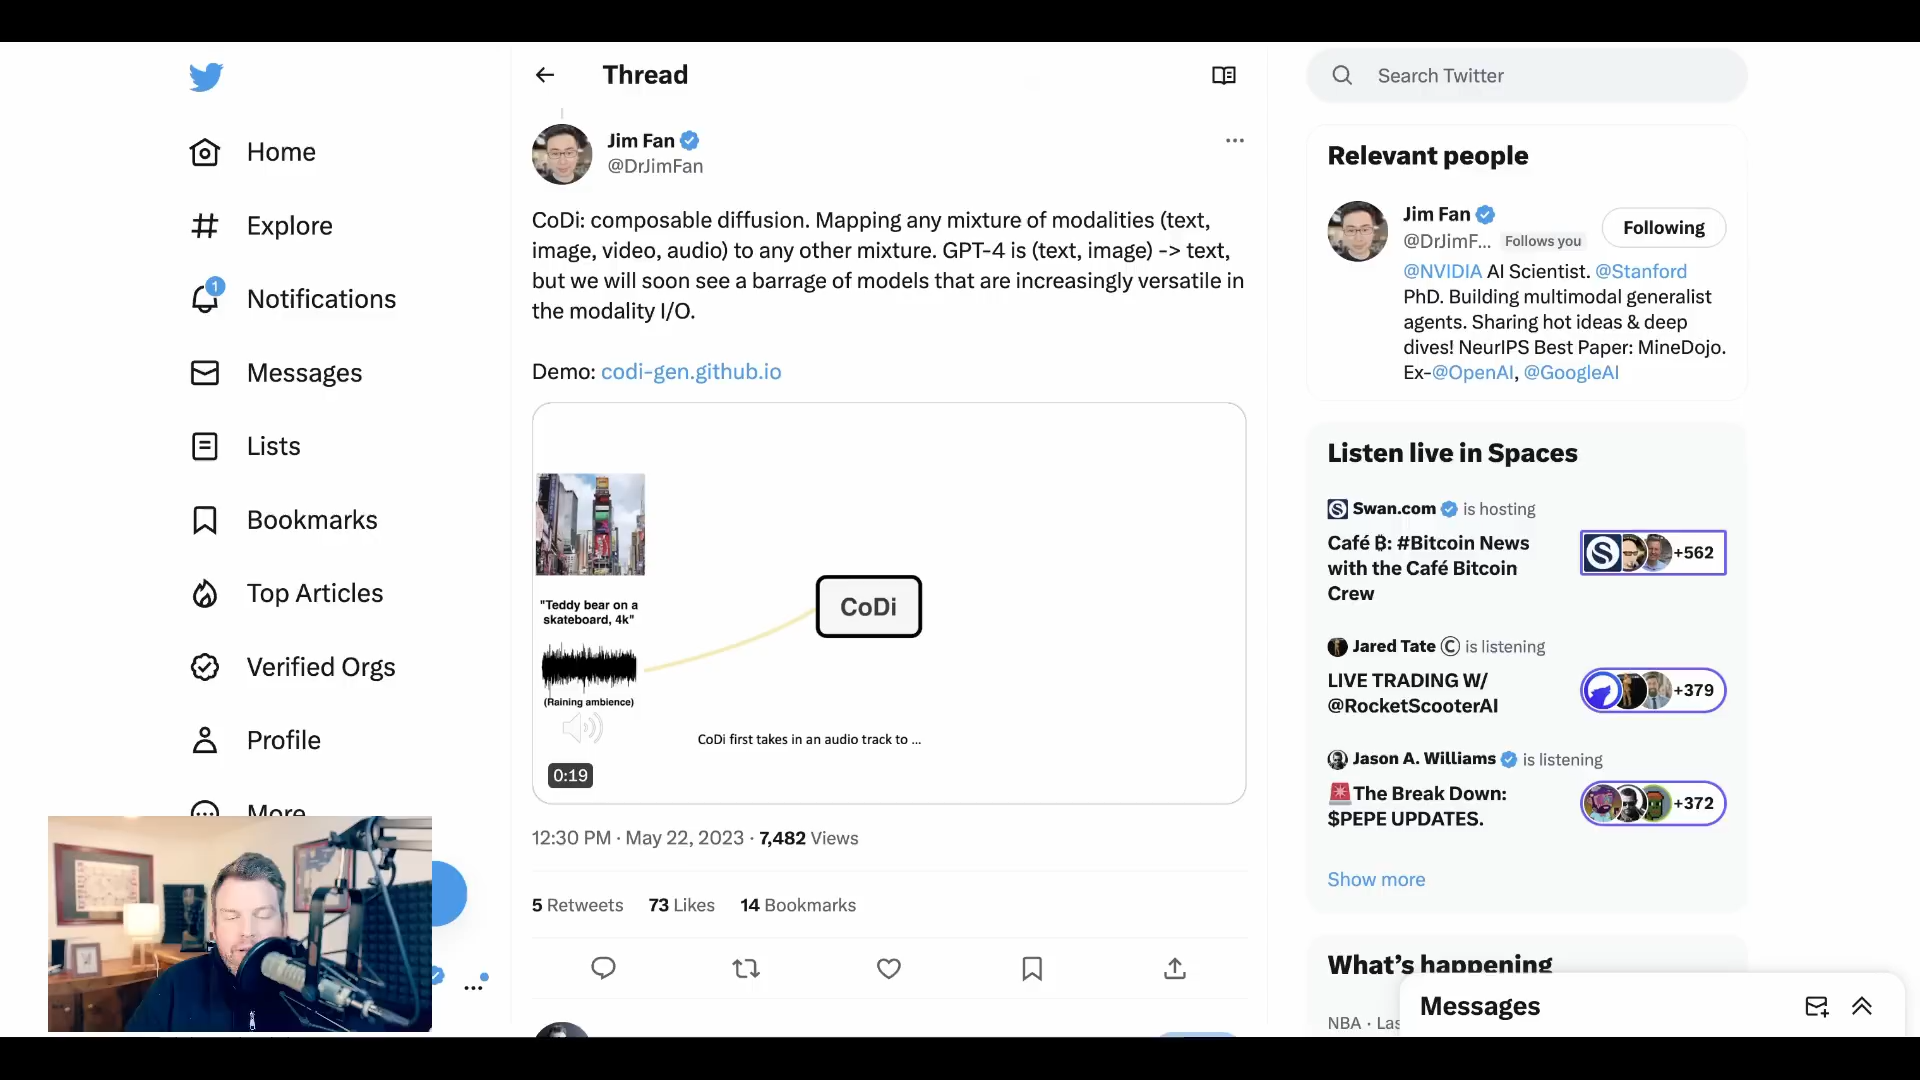 Home
Explore
1
Notifications
Messages
Lists
Bookmarks
Top Articles
Verified Orgs
Profile
More
Thread
Jim Fan
@DrJimFan
CoDi: composable diffusion. Mapping any mixture of modalities (text,
image, video, audio) to any other mixture. GPT-4 is (text, image) -> text,
but we will soon see a barrage of models that are increasingly versatile in
the modality I/O.
Demo: codi-gen.github.io
"Teddy bear on a
skateboard, 4k"
(Raining ambience)
CoDi
CoDi first takes in an audio track to ...
0:19
12:30 PM · May 22, 2023 · 7,482 Views
5 Retweets 73 Likes 14 Bookmarks
Search Twitter
Relevant people
Jim Fan
@DrJimF... Follows you
Following
@NVIDIA AI Scientist. @Stanford
PhD. Building multimodal generalist
agents. Sharing hot ideas & deep
dives! NeurIPS Best Paper: MineDojo.
Ex-@OpenAI, @GoogleAI
Listen live in Spaces
Swan.com is hosting
Café ₿: #Bitcoin News
with the Café Bitcoin
Crew
+562
Jared Tate Ⓒ is listening
LIVE TRADING W/
@RocketScooterAI
+379
Jason A. Williams is listening
🚨The Break Down:
$PEPE UPDATES.
+372
Show more
What's happening
NBA · Las
Messages